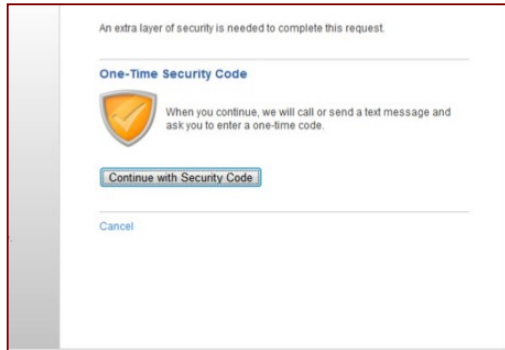 An extra layer of security is needed to complete this request.
One-Time Security Code
When you continue, we will call or send a text message and
ask you to enter a one-time code.
Continue with Security Code
Cancel